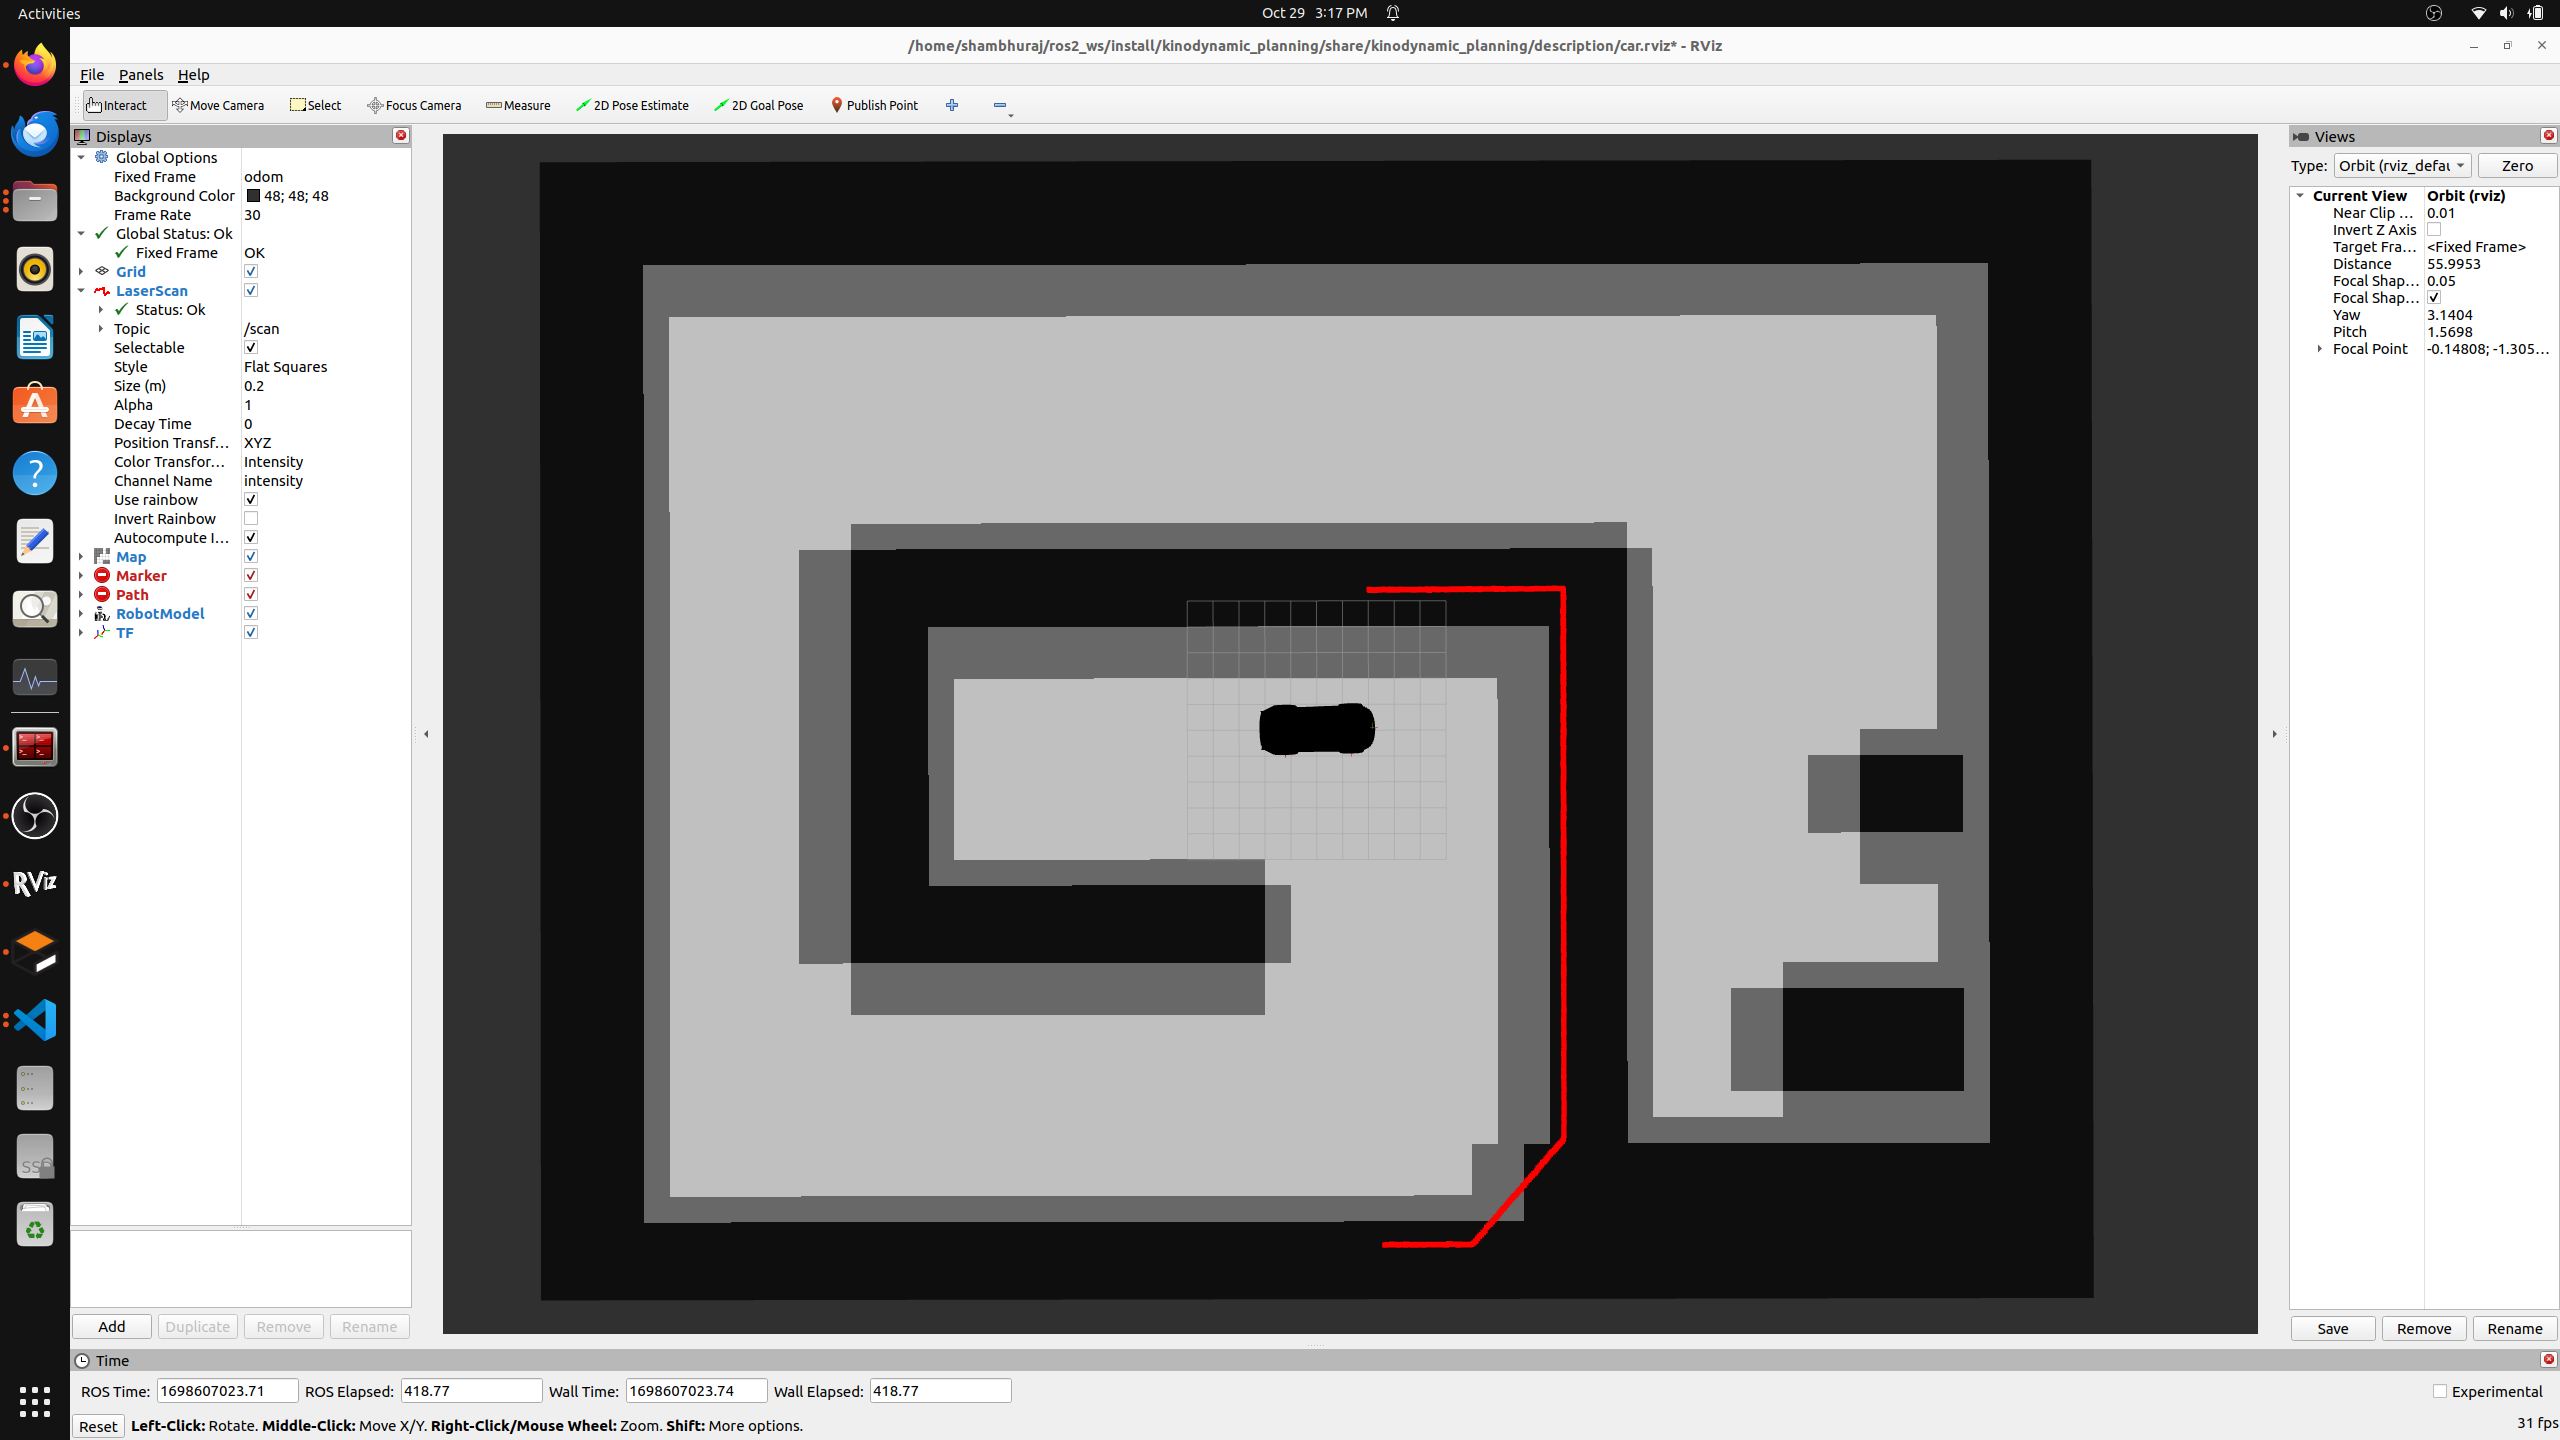 Activities
Oct 29 3:17 PM
/home/shambhuraj/ros2_ws/install/kinodynamic_planning/share/kinodynamic_planning/description/car.rviz* - RViz
File Panels Help
Interact Move Camera Select Focus Camera Measure 2D Pose Estimate 2D Goal Pose Publish Point
Displays
Global Options
Fixed Frame odom
Background Color 48; 48; 48
Frame Rate 30
Global Status: Ok
Fixed Frame OK
Grid
LaserScan
Status: Ok
Topic /scan
Selectable
Style Flat Squares
Size (m) 0.2
Alpha 1
Decay Time 0
Position Transf... XYZ
Color Transfor... Intensity
Channel Name intensity
Use rainbow
Invert Rainbow
Autocompute I...
Map
Marker
Path
RobotModel
TF
Add Duplicate Remove Rename
Views
Type: Orbit (rviz_defau Zero
Current View Orbit (rviz)
Near Clip ... 0.01
Invert Z Axis
Target Fra... <Fixed Frame>
Distance 55.9953
Focal Shap... 0.05
Focal Shap...
Yaw 3.1404
Pitch 1.5698
Focal Point -0.14808; -1.305...
Save Remove Rename
RViz
SSD
Time
ROS Time: 1698607023.71 ROS Elapsed: 418.77 Wall Time: 1698607023.74 Wall Elapsed: 418.77
Experimental
Reset Left-Click: Rotate. Middle-Click: Move X/Y. Right-Click/Mouse Wheel: Zoom. Shift: More options.
31 fps